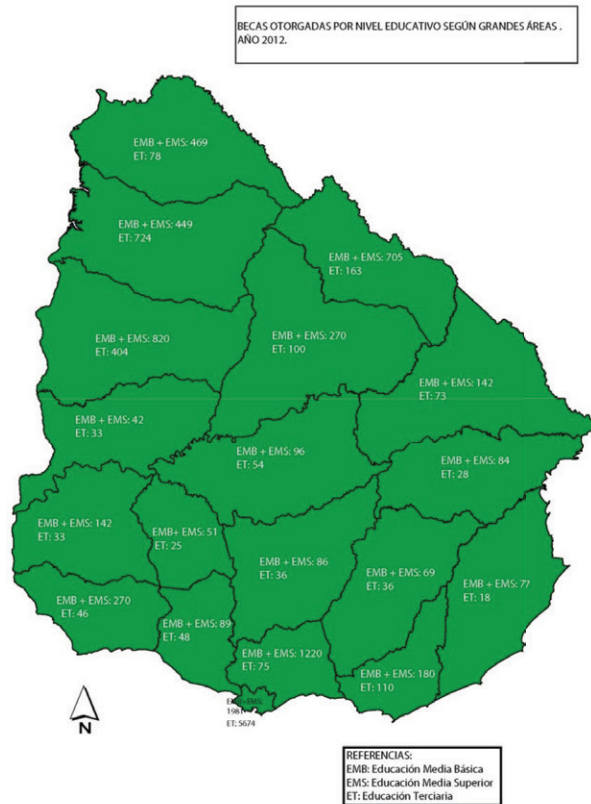 BECAS OTORGADAS POR NIVEL EDUCATIVO SEGÚN GRANDES ÁREAS .
AÑO 2012.
EMB + EMS: 469
ET: 78
EMB + EMS: 449
ET: 724
EMB + EMS: 705
ET: 163
EMB + EMS: 820
ET: 404
EMB + EMS: 270
ET: 100
EMB + EMS: 142
ET: 73
EMB + EMS: 42
ET: 33
EMB + EMS: 96
ET: 54
EMB + EMS: 84
ET: 28
EMB + EMS: 142
ET: 33
EMB+ EMS: 51
ET: 25
EMB + EMS: 86
ET: 36
EMB + EMS: 69
ET: 36
EMB + EMS: 77
ET: 18
EMB + EMS: 270
ET: 46
EMB + EMS: 89
ET: 48
EMB + EMS: 1220
ET: 75
EMB + EMS: 180
ET: 110
EMB+EMS:
1981
ET: 5674
N
REFERENCIAS:
EMB: Educación Media Básica
EMS: Educación Media Superior
ET: Educación Terciaria